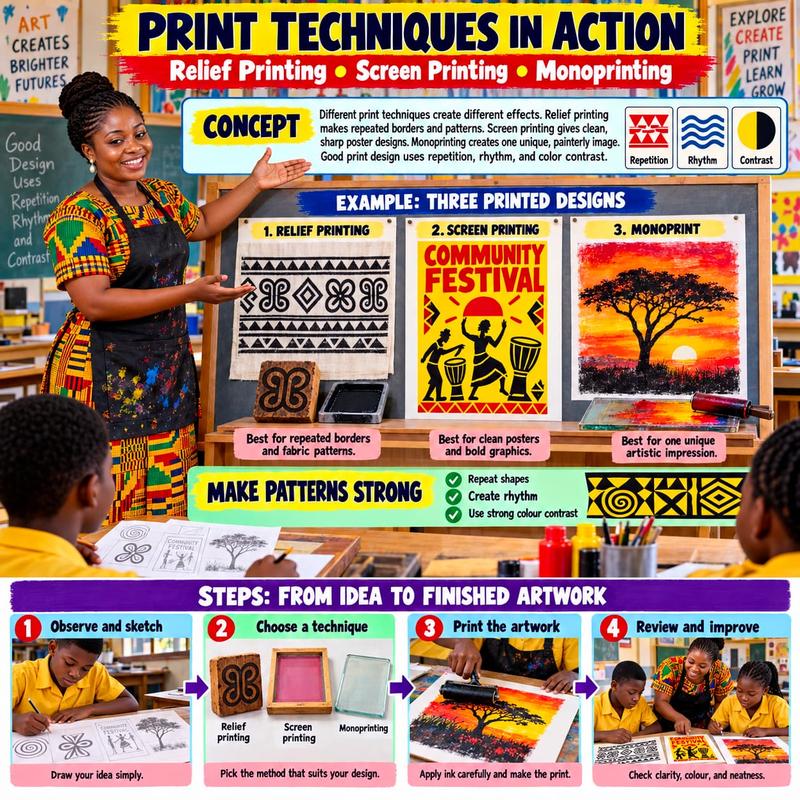 ART
CREATES
BRIGHTER
FUTURES.
PRINT TECHNIQUES IN ACTION
Relief Printing • Screen Printing • Monoprinting
EXPLORE
CREATE
PRINT
LEARN
GROW
Good
Design
Uses
Repetition
Rhythm
and
Contrast
CONCEPT
Different print techniques create different effects. Relief printing
makes repeated borders and patterns. Screen printing gives clean,
sharp poster designs. Monoprinting creates one unique, painterly image.
Good print design uses repetition, rhythm, and color contrast.
Repetition
Rhythm
Contrast
EXAMPLE: THREE PRINTED DESIGNS
1. RELIEF PRINTING
2. SCREEN PRINTING
3. MONOPRINT
COMMUNITY
FESTIVAL
Best for repeated borders
and fabric patterns.
Best for clean posters
and bold graphics.
Best for one unique
artistic impression.
MAKE PATTERNS STRONG
Repeat shapes
Create rhythm
Use strong colour contrast
COMMUNITY
FESTIVAL
STEPS: FROM IDEA TO FINISHED ARTWORK
1 Observe and sketch
COMMUNITY
FESTIVAL
Draw your idea simply.
2 Choose a technique
Relief
printing
Screen
printing
Monoprinting
Pick the method that suits your design.
3 Print the artwork
Apply ink carefully and make the print.
4 Review and improve
COMMUNITY
FESTIVAL
Check clarity, colour, and neatness.